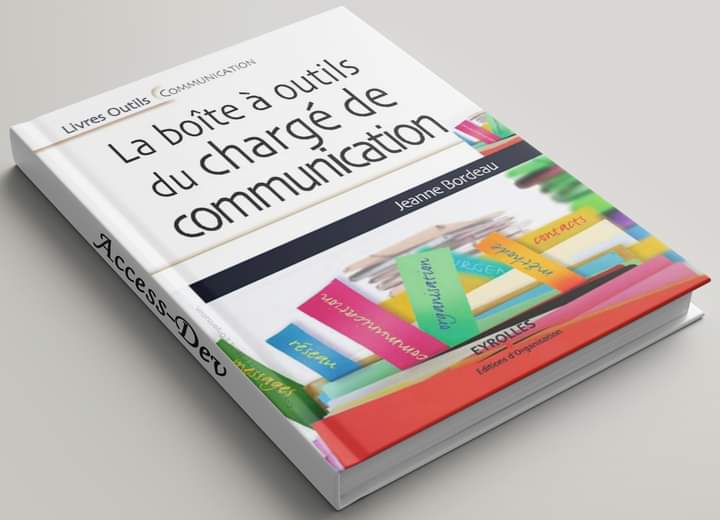 Livres Outils COMMUNICATION
La boîte à outils
du chargé de
communication
Jeanne Bordeau
contacts
méthode
organisation
communication
réseau
messages
EYROLLES
Editions d'Organisation
Access-Dev